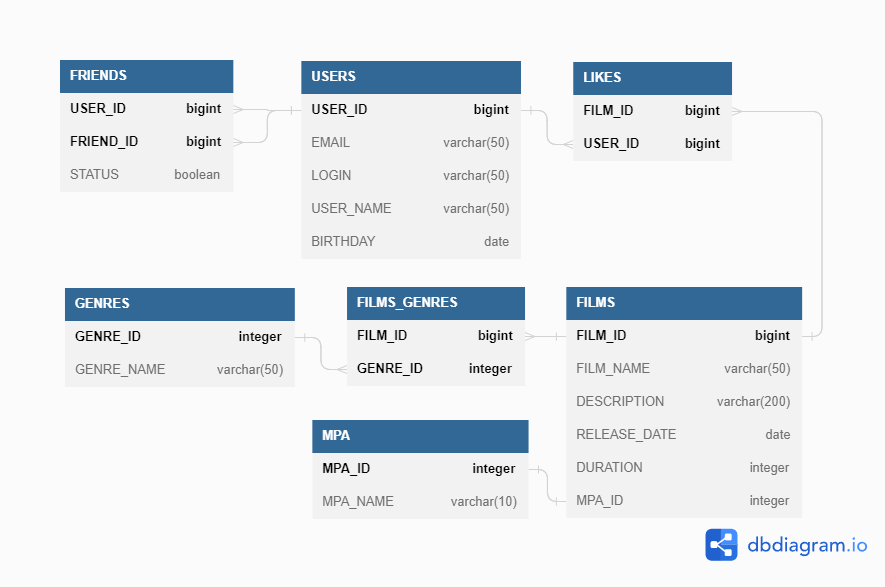 FRIENDS
USER_ID bigint
FRIEND_ID bigint
STATUS boolean
USERS
USER_ID bigint
EMAIL varchar(50)
LOGIN varchar(50)
USER_NAME varchar(50)
BIRTHDAY date
LIKES
FILM_ID bigint
USER_ID bigint
GENRES
GENRE_ID integer
GENRE_NAME varchar(50)
FILMS_GENRES
FILM_ID bigint
GENRE_ID integer
FILMS
FILM_ID bigint
FILM_NAME varchar(50)
DESCRIPTION varchar(200)
RELEASE_DATE date
DURATION integer
MPA_ID integer
MPA
MPA_ID integer
MPA_NAME varchar(10)
dbdiagram.io